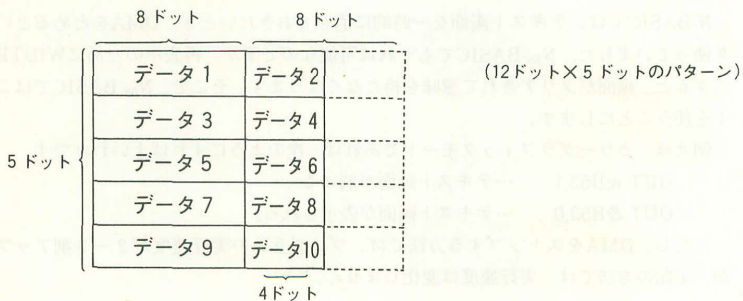 8ドット 8ドット
データ1 データ2
(12ドット×5ドットのパターン)
データ3 データ4
5ドット データ5 データ6
データ7 データ8
データ9 データ10
4ドット